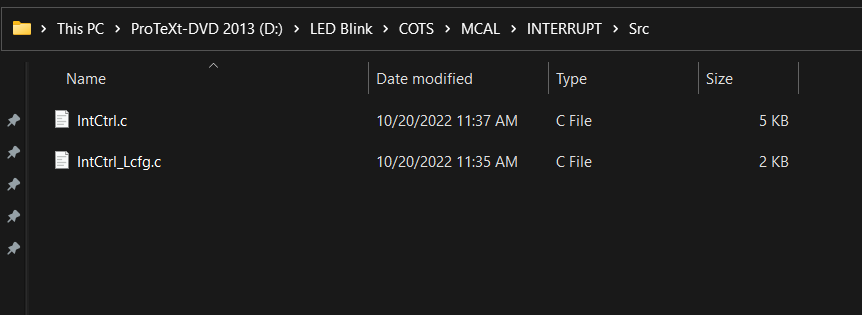 This PC > ProTeXt-DVD 2013 (D:) > LED Blink > COTS > MCAL > INTERRUPT > Src
Name Date modified Type Size
IntCtrl.c 10/20/2022 11:37 AM C File 5 KB
IntCtrl_Lcfg.c 10/20/2022 11:35 AM C File 2 KB